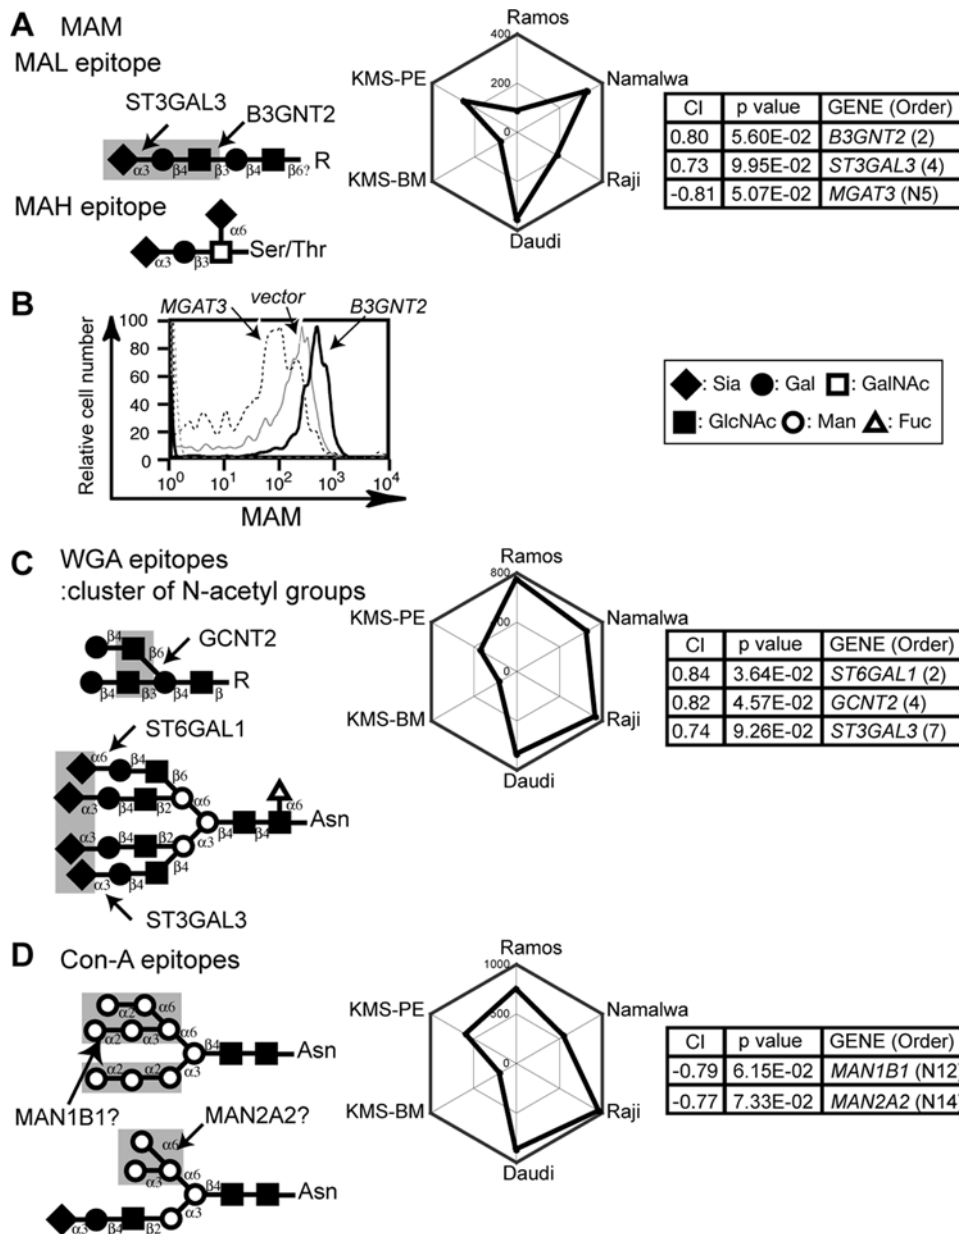 A MAM
MAL epitope
ST3GAL3
B3GNT2
α3 β4 β3 β4 β6? R
MAH epitope
α6
α3 β3 Ser/Thr
Ramos
400
KMS-PE
Namalwa
200
0
KMS-BM
Raji
Daudi
CI p value GENE (Order)
0.80 5.60E-02 B3GNT2 (2)
0.73 9.95E-02 ST3GAL3 (4)
-0.81 5.07E-02 MGAT3 (N5)
B
MGAT3 vector B3GNT2
Relative cell number
100
80
60
40
20
0
10^0 10^1 10^2 10^3 10^4
MAM
: Sia : Gal : GalNAc
: GlcNAc : Man : Fuc
C WGA epitopes
:cluster of N-acetyl groups
β4 β6 GCNT2
β4 β3 β4 β R
ST6GAL1
α6 β4 β6
α3 β4 β2 α6 α6
β4 β4 Asn
α3 β4 β2 α3
α3 β4 β4
ST3GAL3
Ramos
800
KMS-PE
Namalwa
400
0
KMS-BM
Raji
Daudi
CI p value GENE (Order)
0.84 3.64E-02 ST6GAL1 (2)
0.82 4.57E-02 GCNT2 (4)
0.74 9.26E-02 ST3GAL3 (7)
D Con-A epitopes
α2 α6
α2 α3 α6
β4 Asn
α2 α2 α3
MAN1B1?
MAN2A2?
α6
α3 α6
β4 Asn
α3
α3 β4 β2
Ramos
1000
KMS-PE
Namalwa
500
0
KMS-BM
Raji
Daudi
CI p value GENE (Order)
-0.79 6.15E-02 MAN1B1 (N12)
-0.77 7.33E-02 MAN2A2 (N14)